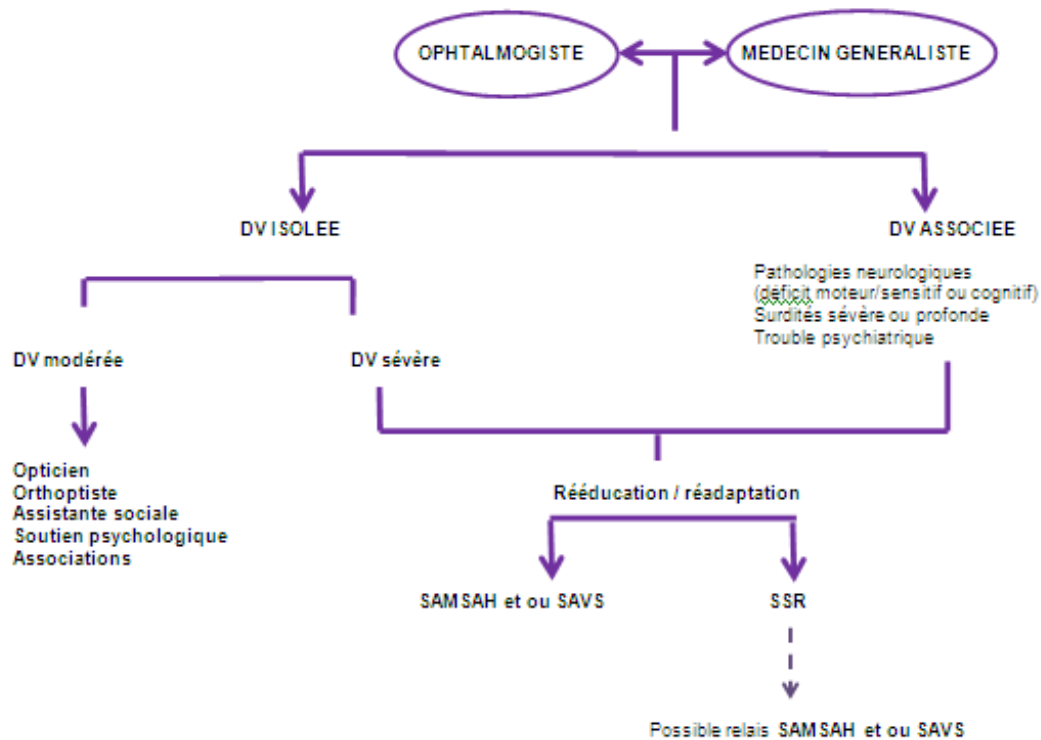 OPHTALMOGISTE
MEDECIN GENERALISTE
DV ISOLEE
DV ASSOCIEE
Pathologies neurologiques
(déficit moteur/sensitif ou cognitif)
Surdités sévère ou profonde
Trouble psychiatrique
DV modérée
DV sévère
Opticien
Orthoptiste
Assistante sociale
Soutien psychologique
Associations
Rééducation / réadaptation
SAMSAH et ou SAVS
SSR
Possible relais SAMSAH et ou SAVS